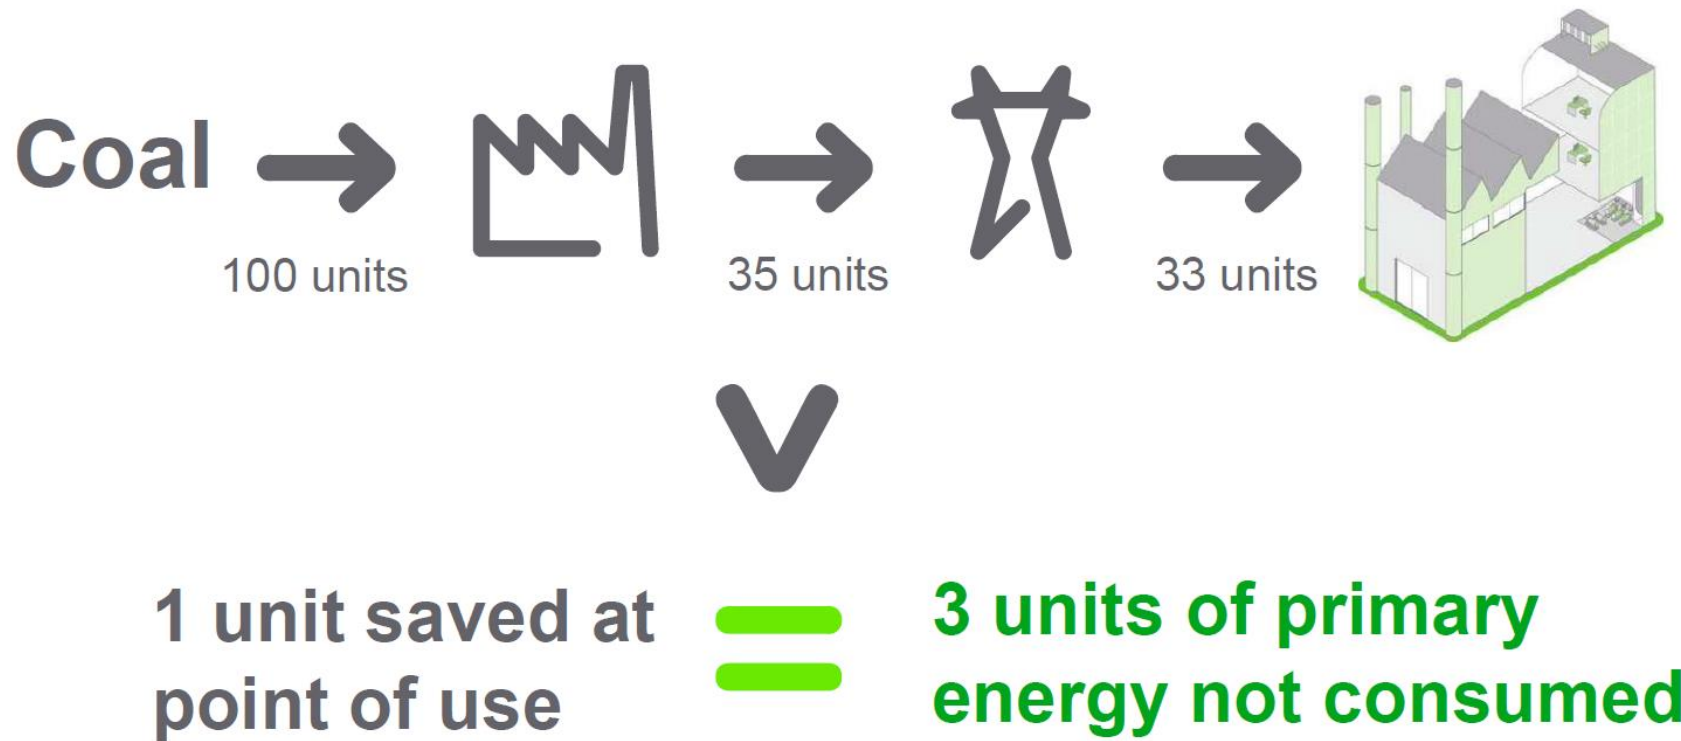 Coal
100 units
35 units
33 units
1 unit saved at
point of use
3 units of primary
energy not consumed